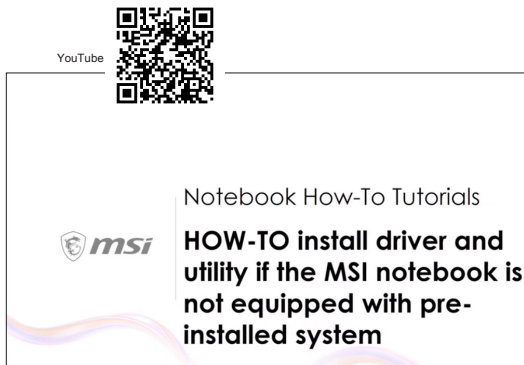 YouTube
Notebook How-To Tutorials
msi
HOW-TO install driver and
utility if the MSI notebook is
not equipped with pre-
installed system